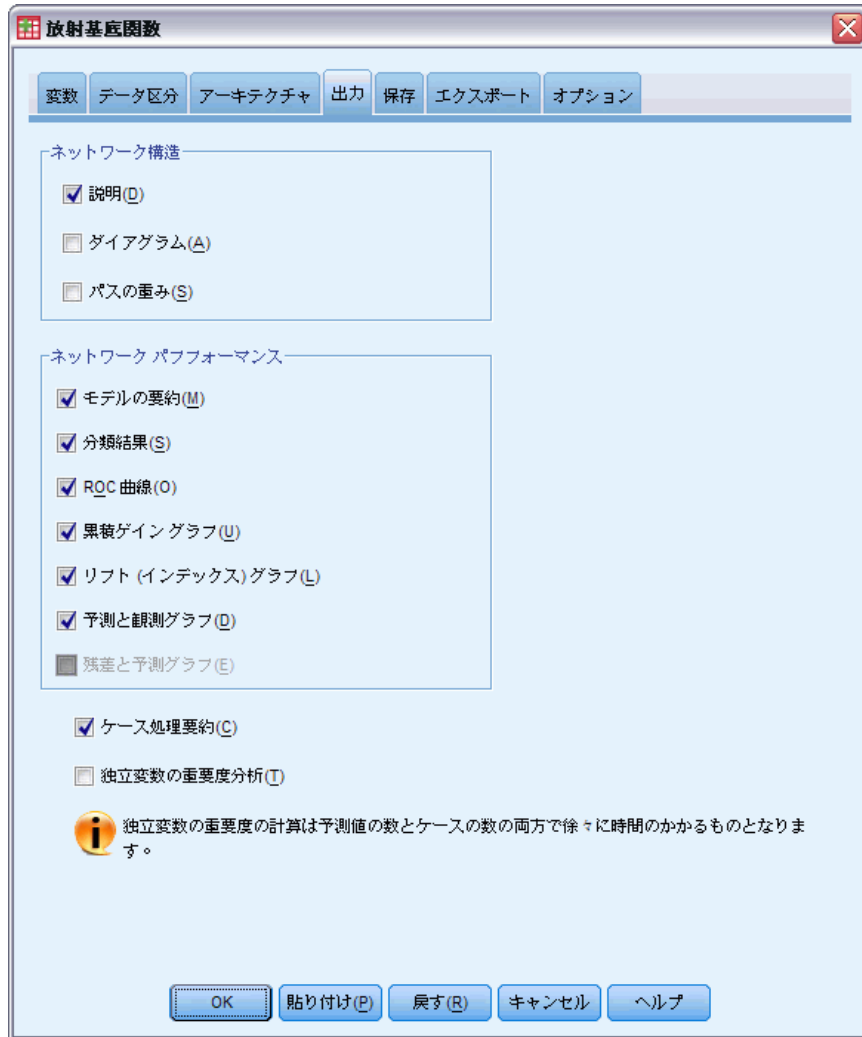 放射基底関数
変数 データ区分 アーキテクチャ 出力 保存 エクスポート オプション
ネットワーク構造
説明(D)
ダイアグラム(A)
パスの重み(S)
ネットワーク パフフォーマンス
モデルの要約(M)
分類結果(S)
ROC 曲線(O)
累積ゲイン グラフ(U)
リフト (インデックス) グラフ(L)
予測と観測グラフ(D)
残差と予測グラフ(E)
ケース処理要約(C)
独立変数の重要度分析(T)
独立変数の重要度の計算は予測値の数とケースの数の両方で徐々に時間のかかるものとなりま
す。
OK 貼り付け(P) 戻す(R) キャンセル ヘルプ